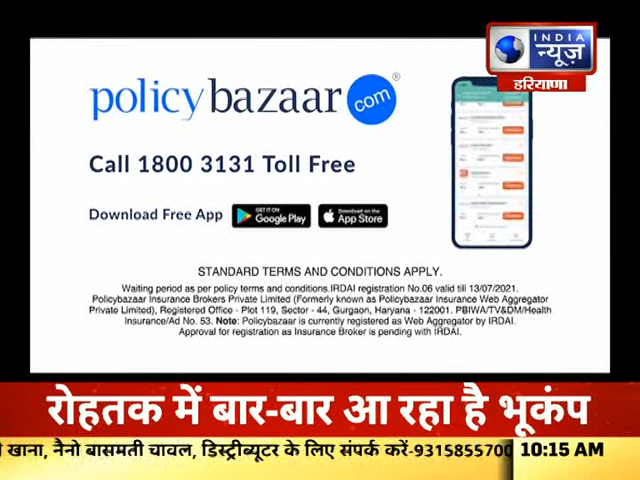 INDIA
न्यूज़
हरियाणा
policybazaar.com®
Call 1800 3131 Toll Free
Download Free App GET IT ON Google Play Download on the App Store
STANDARD TERMS AND CONDITIONS APPLY.
Waiting period as per policy terms and conditions.IRDAI registration No.06 valid till 13/07/2021.
Policybazaar Insurance Brokers Private Limited (Formerly known as Policybazaar Insurance Web Aggregator
Private Limited), Registered Office - Plot 119, Sector - 44, Gurgaon, Haryana - 122001. PBIWA/TV&DM/Health
Insurance/Ad No. 53. Note: Policybazaar is currently registered as Web Aggregator by IRDAI.
Approval for registration as Insurance Broker is pending with IRDAI.
रोहतक में बार-बार आ रहा है भूकंप
खाना, नैनो बासमती चावल, डिस्ट्रीब्यूटर के लिए संपर्क करें-9315855700 10:15 AM